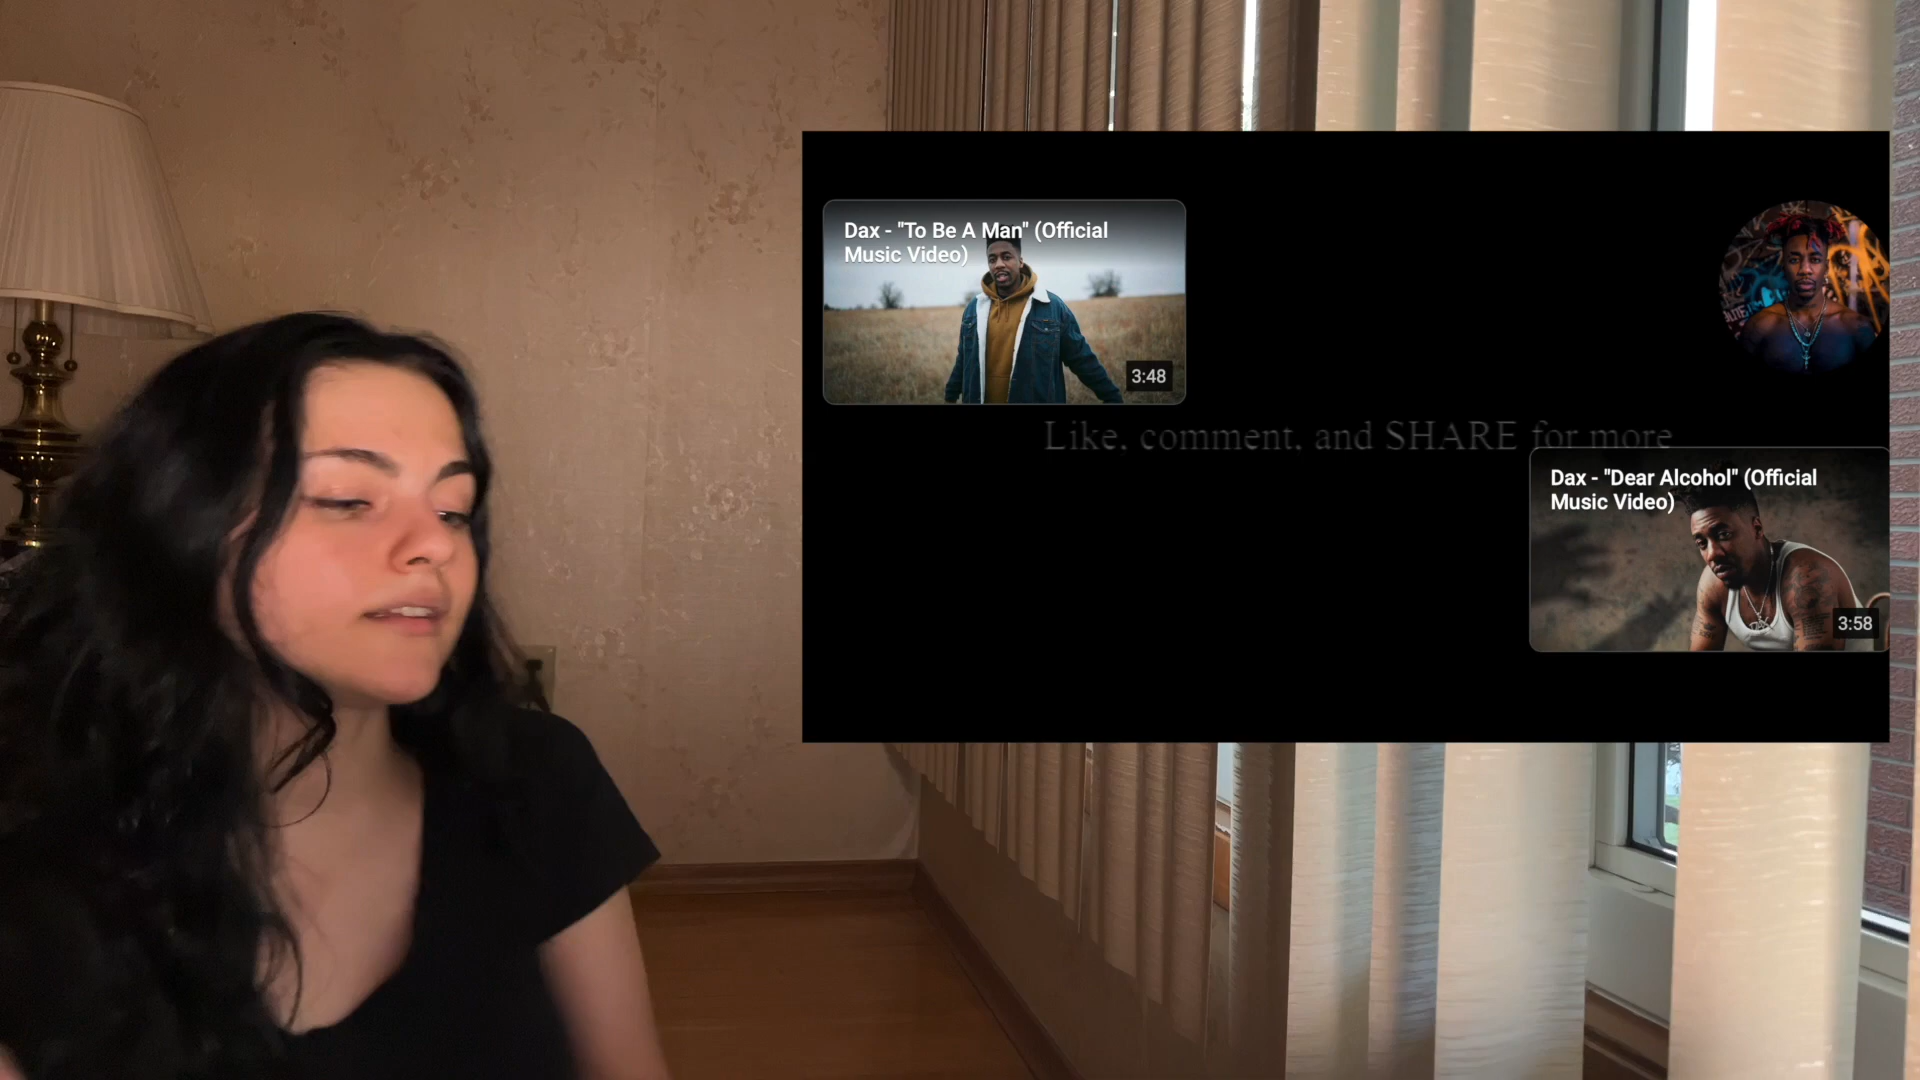 Dax - "To Be A Man" (Official
Music Video)
3:48
Like, comment, and SHARE for more
Dax - "Dear Alcohol" (Official
Music Video)
3:58